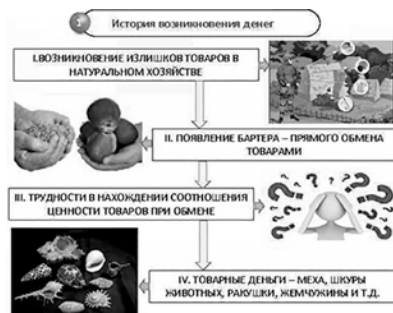 История возникновения денег
I.ВОЗНИКНОВЕНИЕ ИЗЛИШКОВ ТОВАРОВ В
НАТУРАЛЬНОМ ХОЗЯЙСТВЕ
II. ПОЯВЛЕНИЕ БАРТЕРА – ПРЯМОГО ОБМЕНА
ТОВАРАМИ
III. ТРУДНОСТИ В НАХОЖДЕНИИ СООТНОШЕНИЯ
ЦЕННОСТИ ТОВАРОВ ПРИ ОБМЕНЕ
IV. ТОВАРНЫЕ ДЕНЬГИ – МЕХА, ШКУРЫ
ЖИВОТНЫХ, РАКУШКИ, ЖЕМЧУЖИНЫ И Т.Д.